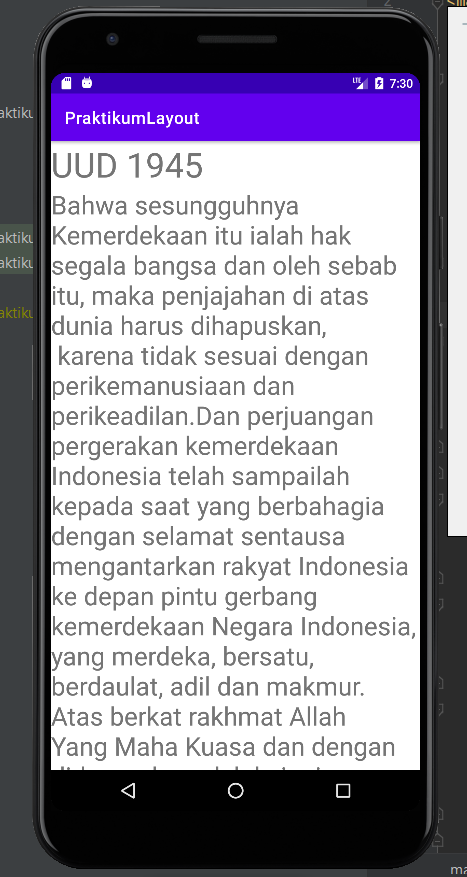 LTE 7:30
PraktikumLayout
UUD 1945
Bahwa sesungguhnya
Kemerdekaan itu ialah hak
segala bangsa dan oleh sebab
itu, maka penjajahan di atas
dunia harus dihapuskan,
karena tidak sesuai dengan
perikemanusiaan dan
perikeadilan.Dan perjuangan
pergerakan kemerdekaan
Indonesia telah sampailah
kepada saat yang berbahagia
dengan selamat sentausa
mengantarkan rakyat Indonesia
ke depan pintu gerbang
kemerdekaan Negara Indonesia,
yang merdeka, bersatu,
berdaulat, adil dan makmur.
Atas berkat rakhmat Allah
Yang Maha Kuasa dan dengan